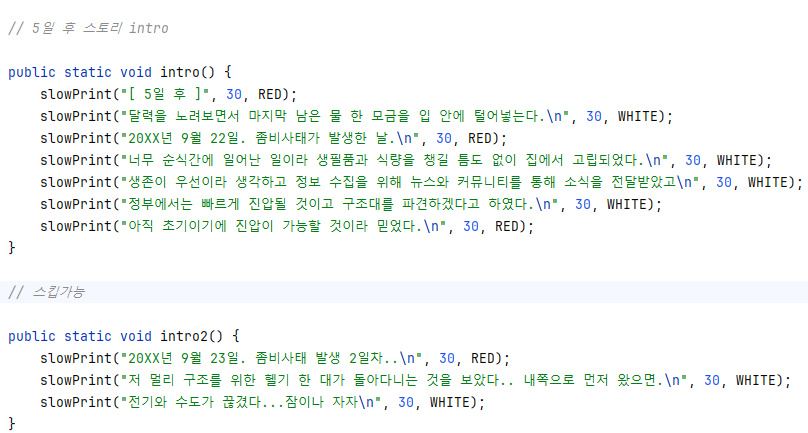 // 5일 후 스토리 intro
public static void intro() {
slowPrint("[ 5일 후 ]", 30, RED);
slowPrint("달력을 노려보면서 마지막 남은 물 한 모금을 입 안에 털어넣는다.\n", 30, WHITE);
slowPrint("20XX년 9월 22일. 좀비사태가 발생한 날.\n", 30, RED);
slowPrint("너무 순식간에 일어난 일이라 생필품과 식량을 챙길 틈도 없이 집에서 고립되었다.\n", 30, WHITE);
slowPrint("생존이 우선이라 생각하고 정보 수집을 위해 뉴스와 커뮤니티를 통해 소식을 전달받았고\n", 30, WHITE);
slowPrint("정부에서는 빠르게 진압될 것이고 구조대를 파견하겠다고 하였다.\n", 30, WHITE);
slowPrint("아직 초기이기에 진압이 가능할 것이라 믿었다.\n", 30, RED);
}
// 스킵가능
public static void intro2() {
slowPrint("20XX년 9월 23일. 좀비사태 발생 2일차..\n", 30, RED);
slowPrint("저 멀리 구조를 위한 헬기 한 대가 돌아다니는 것을 보았다.. 내쪽으로 먼저 왔으면.\n", 30, WHITE);
slowPrint("전기와 수도가 끊겼다...잠이나 자자\n", 30, WHITE);
}